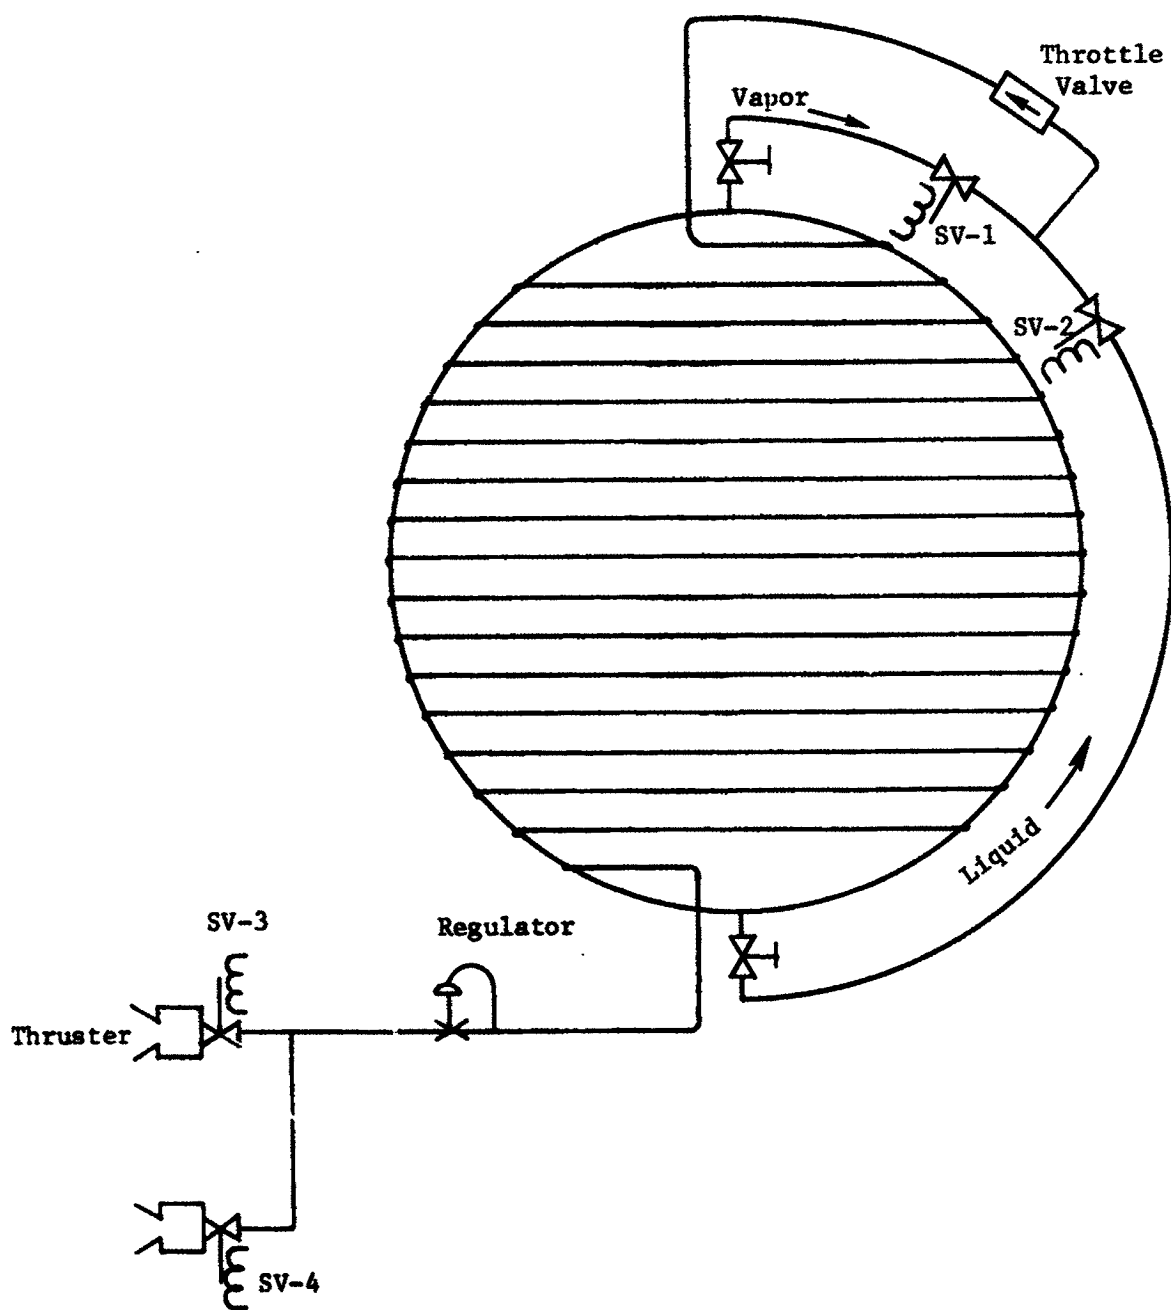 Throttle
Valve
Vapor
SV-1
SV-2
Liquid
SV-3
Regulator
Thruster
SV-4